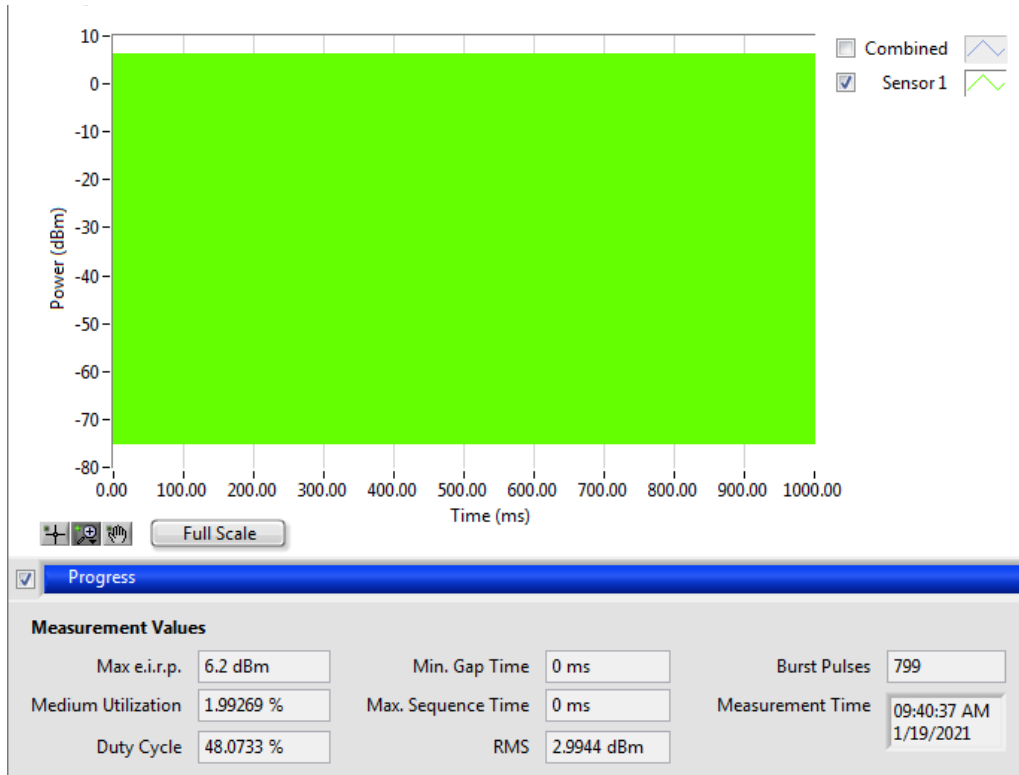 10
0
-10
-20
-30
-40
-50
-60
-70
-80
Power (dBm)
0.00 100.00 200.00 300.00 400.00 500.00 600.00 700.00 800.00 900.00 1000.00
Time (ms)
Combined
Sensor 1
Full Scale
Progress
Measurement Values
Max e.i.r.p. 6.2 dBm Min. Gap Time 0 ms Burst Pulses 799
Medium Utilization 1.99269 % Max. Sequence Time 0 ms Measurement Time 09:40:37 AM
1/19/2021
Duty Cycle 48.0733 % RMS 2.9944 dBm